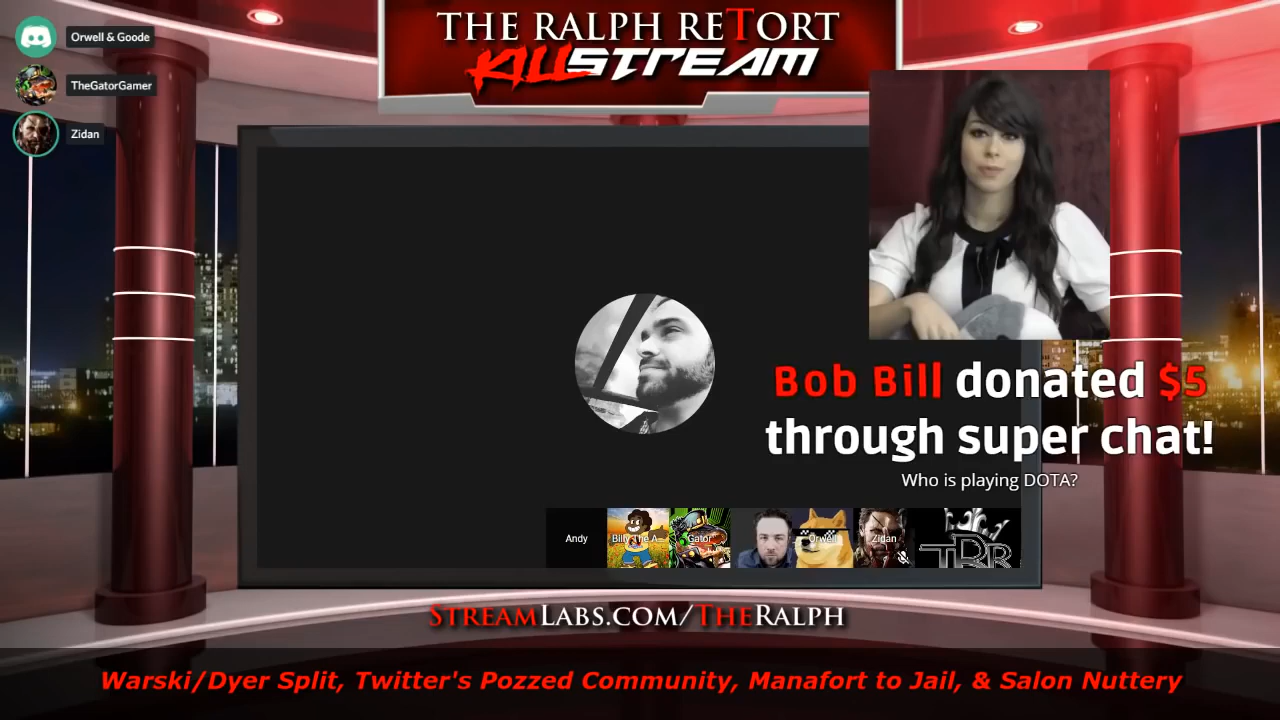 Orwell & Goode
TheGatorGamer
Zidan
THE RALPH RETORT
KILLSTREAM
Bob Bill donated $5
through super chat!
Who is playing DOTA?
Andy
Billy The A...
Gator
Orwell
Zidan
TRR
STREAMLABS.COM/THERALPH
Warski/Dyer Split, Twitter's Pozzed Community, Manafort to Jail, & Salon Nuttery